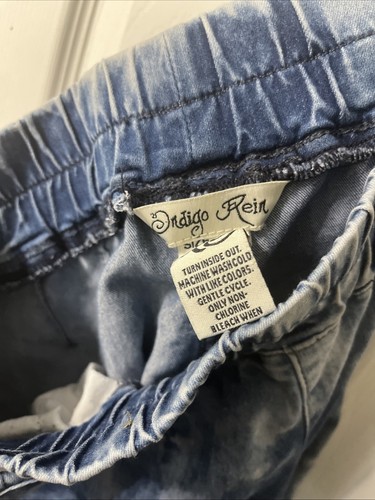 Indigo Rein
TURN INSIDE OUT.
MACHINE WASH COLD
WITH LIKE COLORS.
GENTLE CYCLE.
ONLY NON-
CHLORINE
BLEACH WHEN